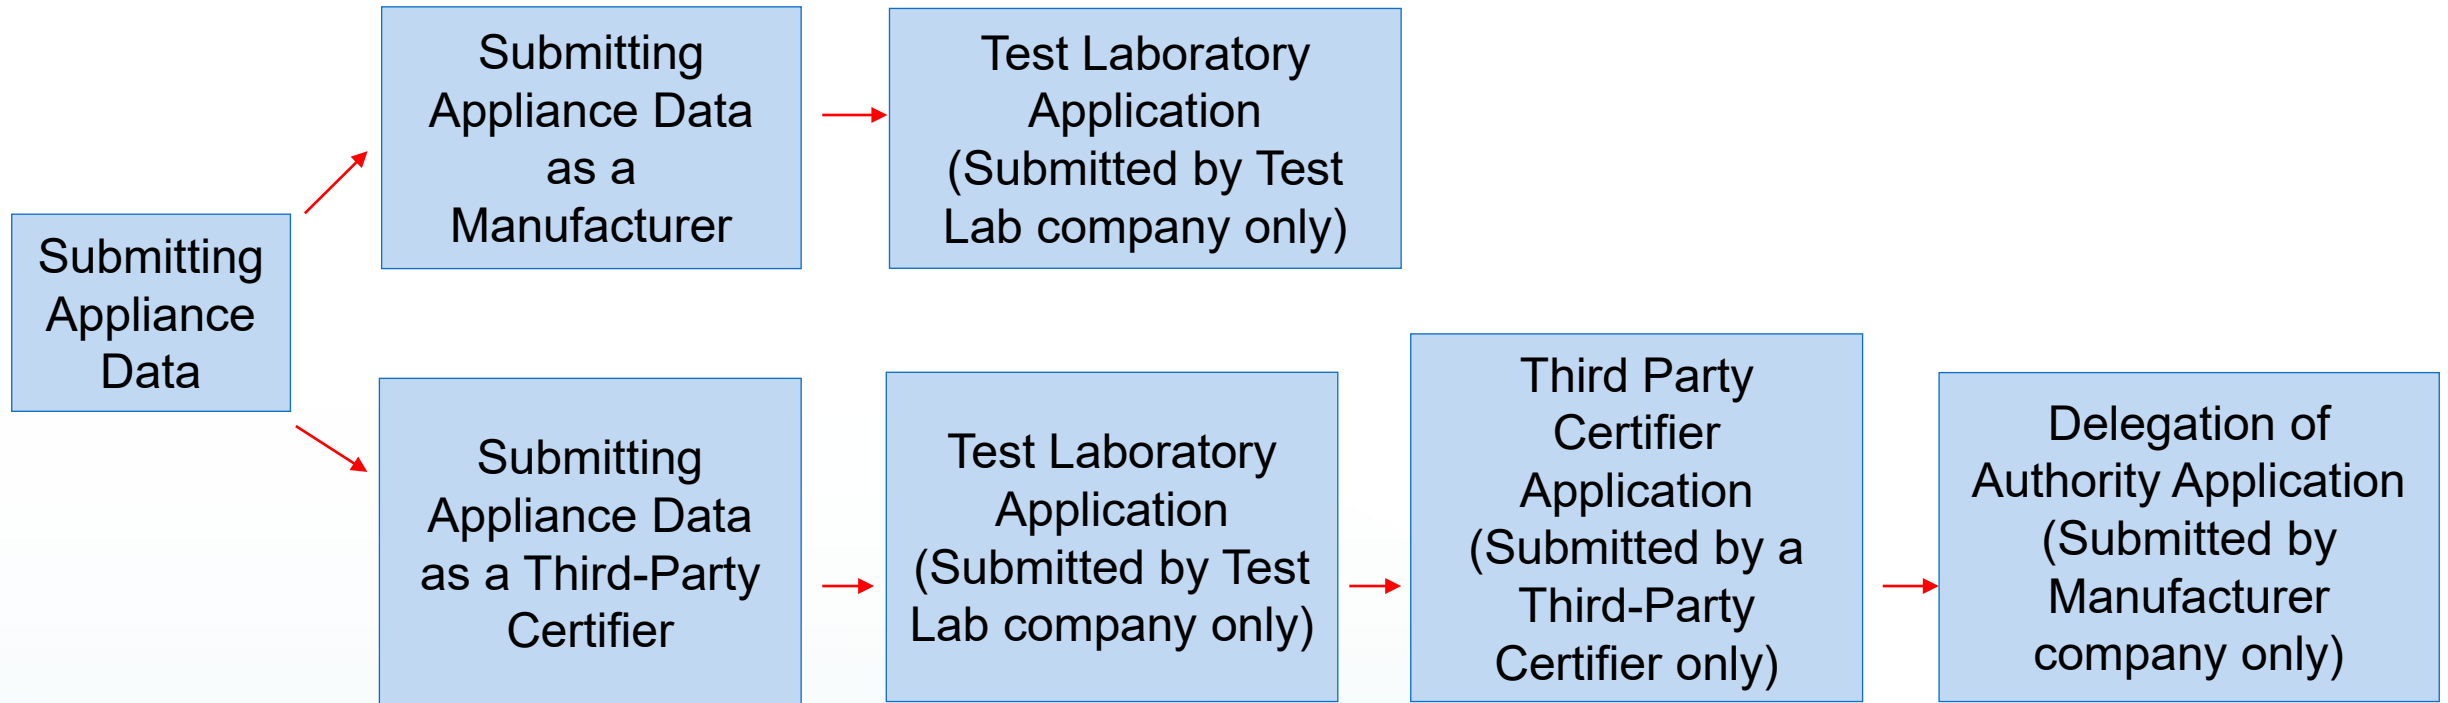 Submitting
Appliance
Data
Submitting
Appliance Data
as a
Manufacturer
Test Laboratory
Application
(Submitted by Test
Lab company only)
Submitting
Appliance Data
as a Third-Party
Certifier
Test Laboratory
Application
(Submitted by Test
Lab company only)
Third Party
Certifier
Application
(Submitted by a
Third-Party
Certifier only)
Delegation of
Authority Application
(Submitted by
Manufacturer
company only)